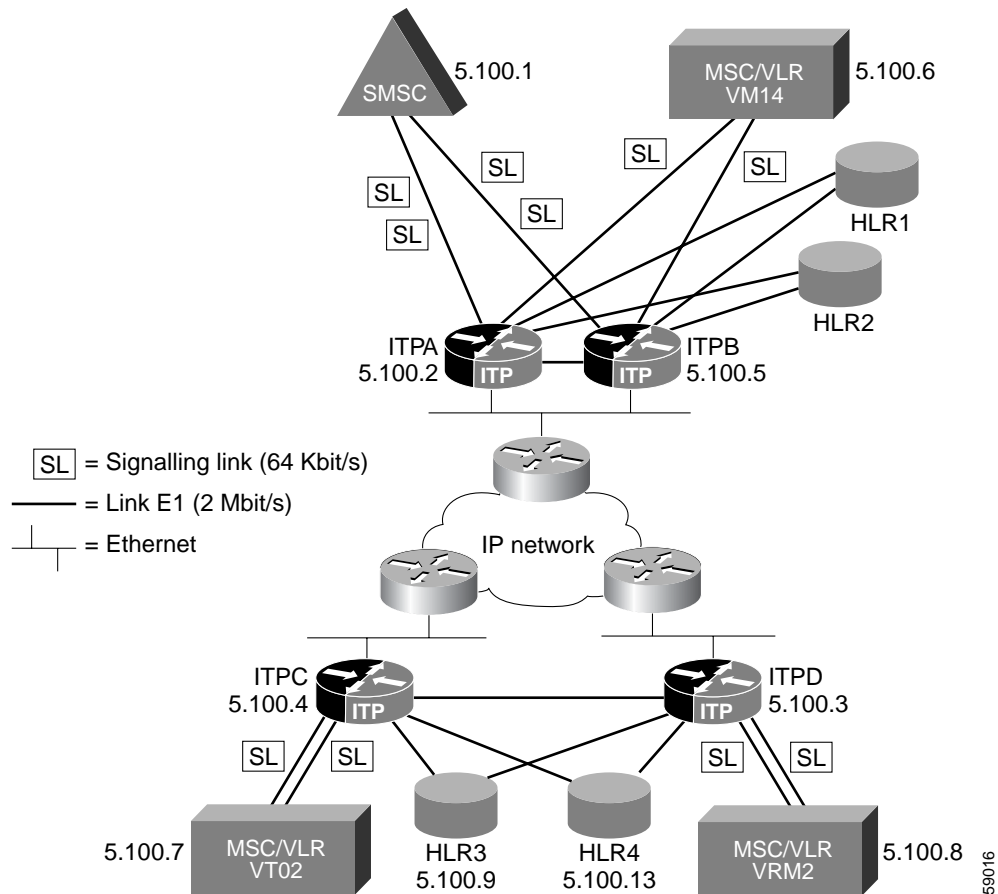 5.100.1
SMSC
MSC/VLR
VM14
5.100.6
SL
SL
SL
SL
SL
SL
HLR1
HLR2
ITPA
5.100.2
ITP
ITP
ITPB
5.100.5
SL = Signalling link (64 Kbit/s)
= Link E1 (2 Mbit/s)
= Ethernet
IP network
ITPC
5.100.4
ITP
ITP
ITPD
5.100.3
SL
SL
SL
SL
5.100.7
MSC/VLR
VT02
HLR3
5.100.9
HLR4
5.100.13
MSC/VLR
VRM2
5.100.8
59016